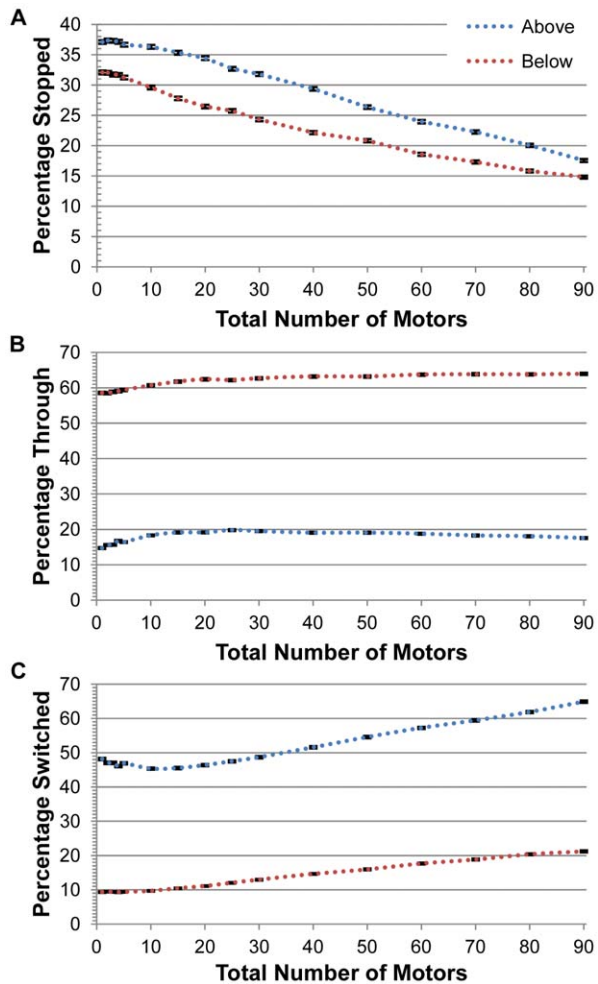 A
Percentage Stopped
40
35
30
25
20
15
10
5
0
Above
Below
0 10 20 30 40 50 60 70 80 90
Total Number of Motors
B
Percentage Through
70
60
50
40
30
20
10
0
0 10 20 30 40 50 60 70 80 90
Total Number of Motors
C
Percentage Switched
70
60
50
40
30
20
10
0
0 10 20 30 40 50 60 70 80 90
Total Number of Motors